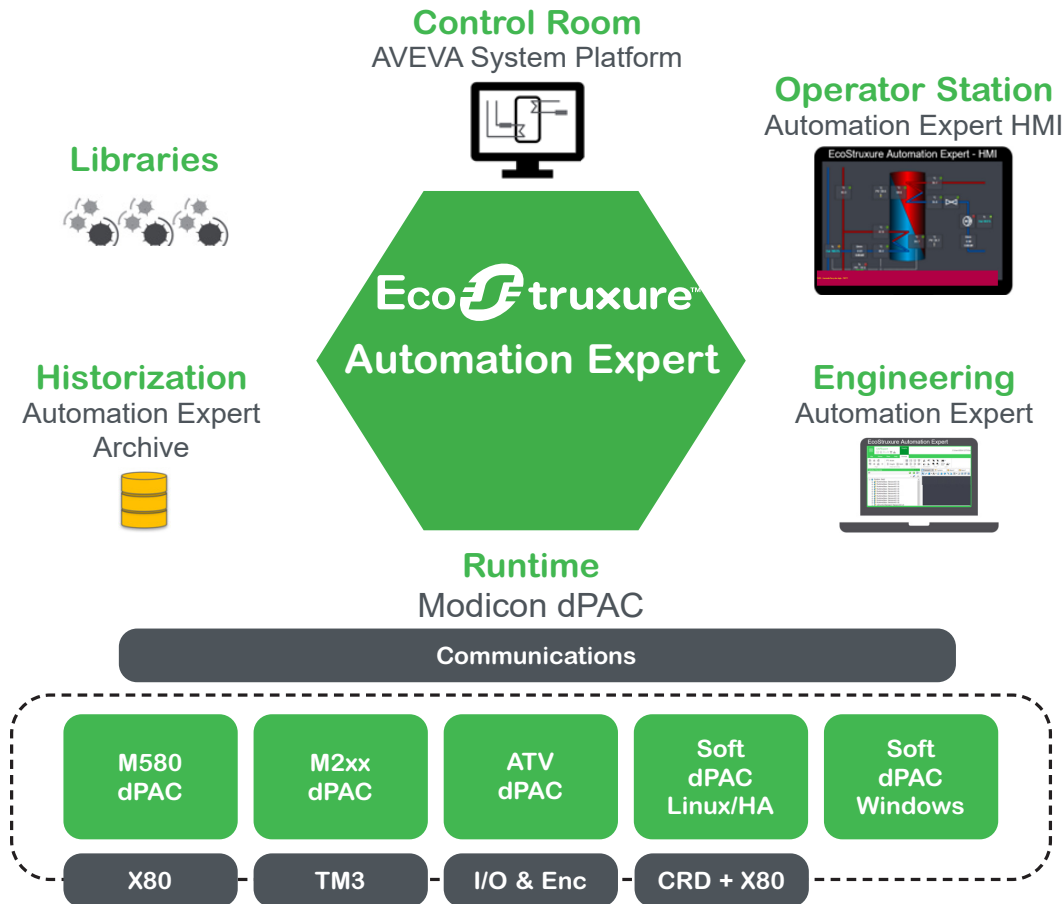 Control Room
AVEVA System Platform
Operator Station
Automation Expert HMI
EcoStruxure Automation Expert - HMI
Libraries
EcoStruxure™
Automation Expert
Historization
Automation Expert
Archive
Engineering
Automation Expert
EcoStruxure Automation Expert
Runtime
Modicon dPAC
Communications
M580
dPAC
M2xx
dPAC
ATV
dPAC
Soft
dPAC
Linux/HA
Soft
dPAC
Windows
X80
TM3
I/O & Enc
CRD + X80